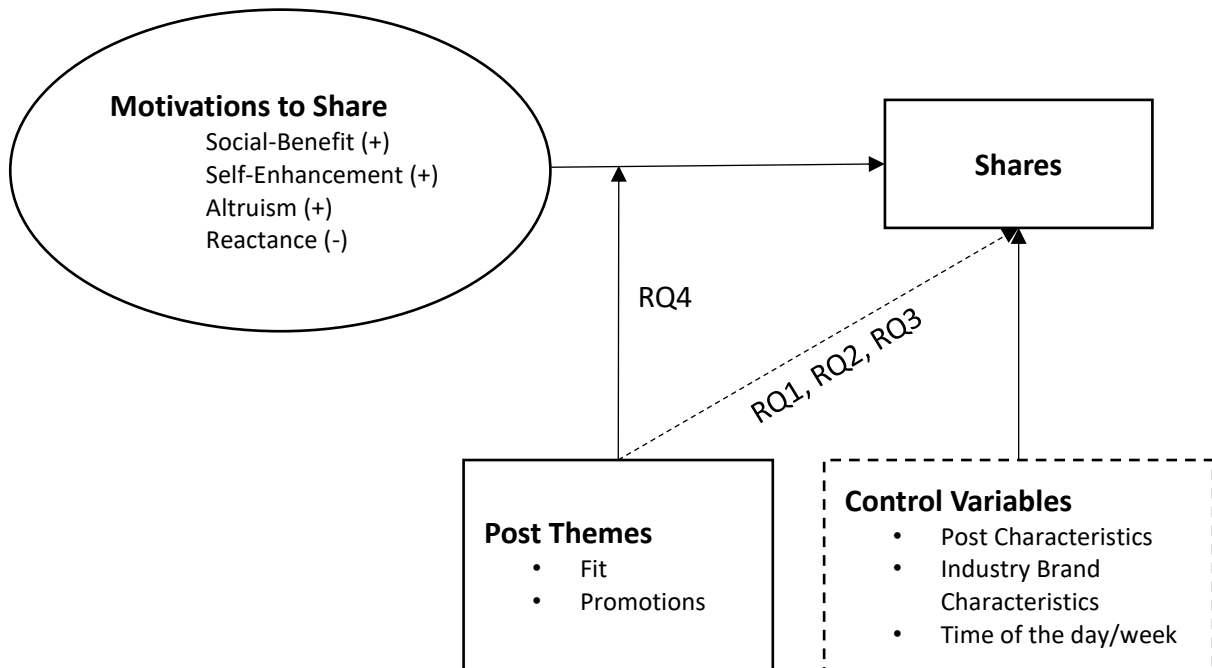 Motivations to Share
Social-Benefit (+)
Self-Enhancement (+)
Altruism (+)
Reactance (-)
Shares
RQ4
RQ1, RQ2, RQ3
Post Themes
• Fit
• Promotions
Control Variables
• Post Characteristics
• Industry Brand
Characteristics
• Time of the day/week